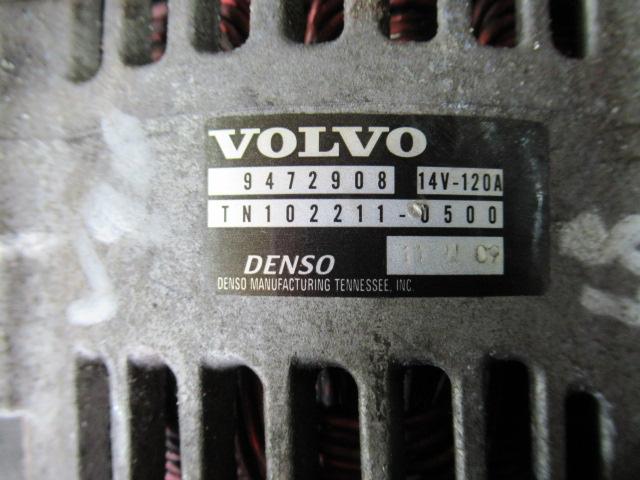 VOLVO
9472908 14V-120A
TN102211-0500
DENSO
DENSO MANUFACTURING TENNESSEE, INC.